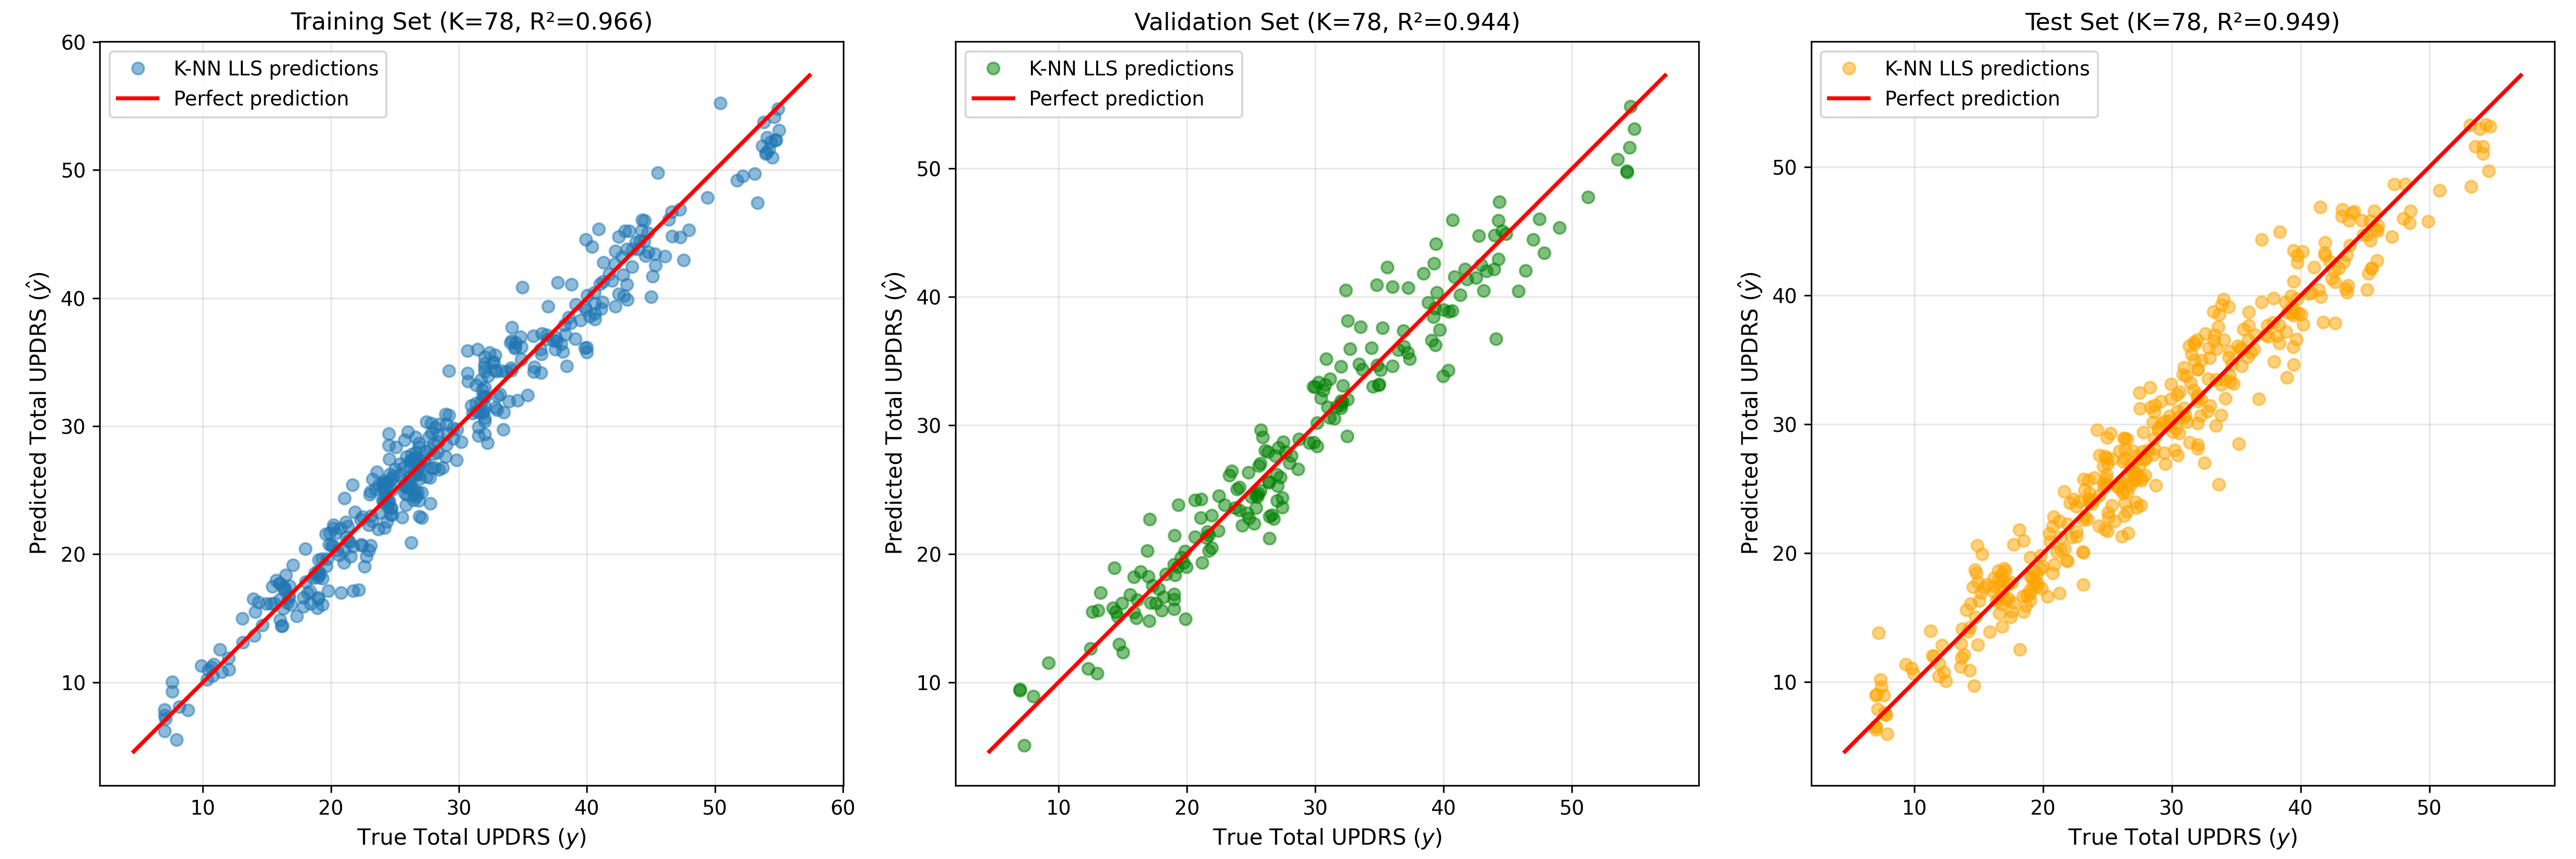 Training Set (K=78, R²=0.966)
K-NN LLS predictions
Perfect prediction
60
50
40
30
20
10
Predicted Total UPDRS (ŷ)
10 20 30 40 50 60
True Total UPDRS (y)
Validation Set (K=78, R²=0.944)
K-NN LLS predictions
Perfect prediction
50
40
30
20
10
Predicted Total UPDRS (ŷ)
10 20 30 40 50
True Total UPDRS (y)
Test Set (K=78, R²=0.949)
K-NN LLS predictions
Perfect prediction
50
40
30
20
10
Predicted Total UPDRS (ŷ)
10 20 30 40 50
True Total UPDRS (y)